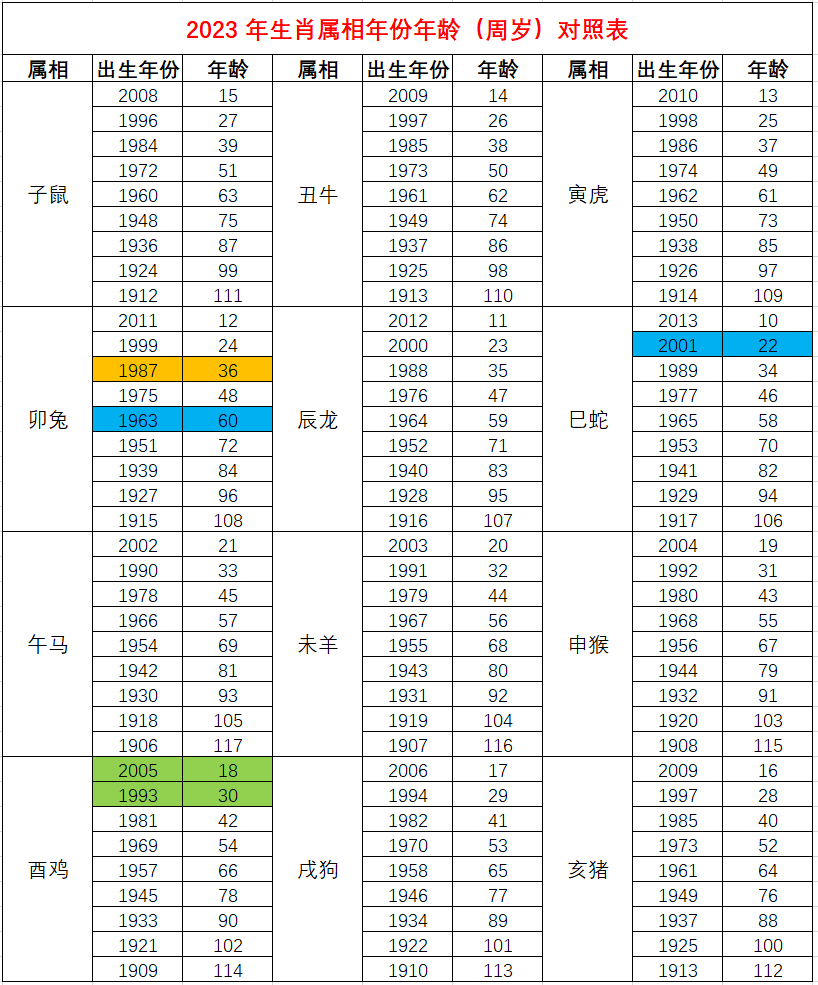 2023 年生肖属相年份年龄（周岁）对照表
属相 出生年份 年龄 属相 出生年份 年龄 属相 出生年份 年龄
2008 15 2009 14 2010 13
1996 27 1997 26 1998 25
1984 39 1985 38 1986 37
1972 51 1973 50 1974 49
子鼠 1960 63 丑牛 1961 62 寅虎 1962 61
1948 75 1949 74 1950 73
1936 87 1937 86 1938 85
1924 99 1925 98 1926 97
1912 111 1913 110 1914 109
2011 12 2012 11 2013 10
1999 24 2000 23 2001 22
1987 36 1988 35 1989 34
1975 48 1976 47 1977 46
卯兔 1963 60 辰龙 1964 59 巳蛇 1965 58
1951 72 1952 71 1953 70
1939 84 1940 83 1941 82
1927 96 1928 95 1929 94
1915 108 1916 107 1917 106
2002 21 2003 20 2004 19
1990 33 1991 32 1992 31
1978 45 1979 44 1980 43
1966 57 1967 56 1968 55
午马 1954 69 未羊 1955 68 申猴 1956 67
1942 81 1943 80 1944 79
1930 93 1931 92 1932 91
1918 105 1919 104 1920 103
1906 117 1907 116 1908 115
2005 18 2006 17 2009 16
1993 30 1994 29 1997 28
1981 42 1982 41 1985 40
1969 54 1970 53 1973 52
酉鸡 1957 66 戌狗 1958 65 亥猪 1961 64
1945 78 1946 77 1949 76
1933 90 1934 89 1937 88
1921 102 1922 101 1925 100
1909 114 1910 113 1913 112